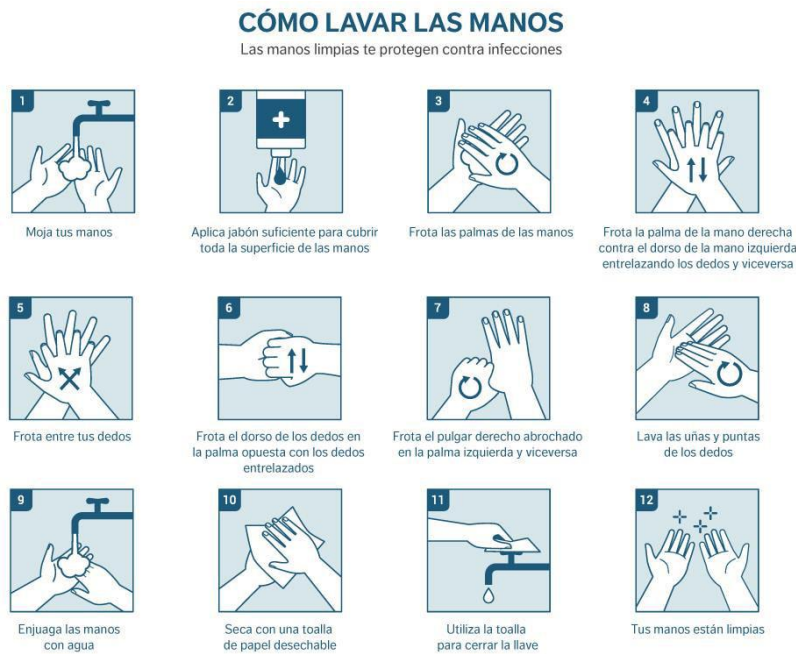 CÓMO LAVAR LAS MANOS
Las manos limpias te protegen contra infecciones
1
Moja tus manos
2
Aplica jabón suficiente para cubrir
toda la superficie de las manos
3
Frota las palmas de las manos
4
Frota la palma de la mano derecha
contra el dorso de la mano izquierda
entrelazando los dedos y viceversa
5
Frota entre tus dedos
6
Frota el dorso de los dedos en
la palma opuesta con los dedos
entrelazados
7
Frota el pulgar derecho abrochado
en la palma izquierda y viceversa
8
Lava las uñas y puntas
de los dedos
9
Enjuaga las manos
con agua
10
Seca con una toalla
de papel desechable
11
Utiliza la toalla
para cerrar la llave
12
Tus manos están limpias